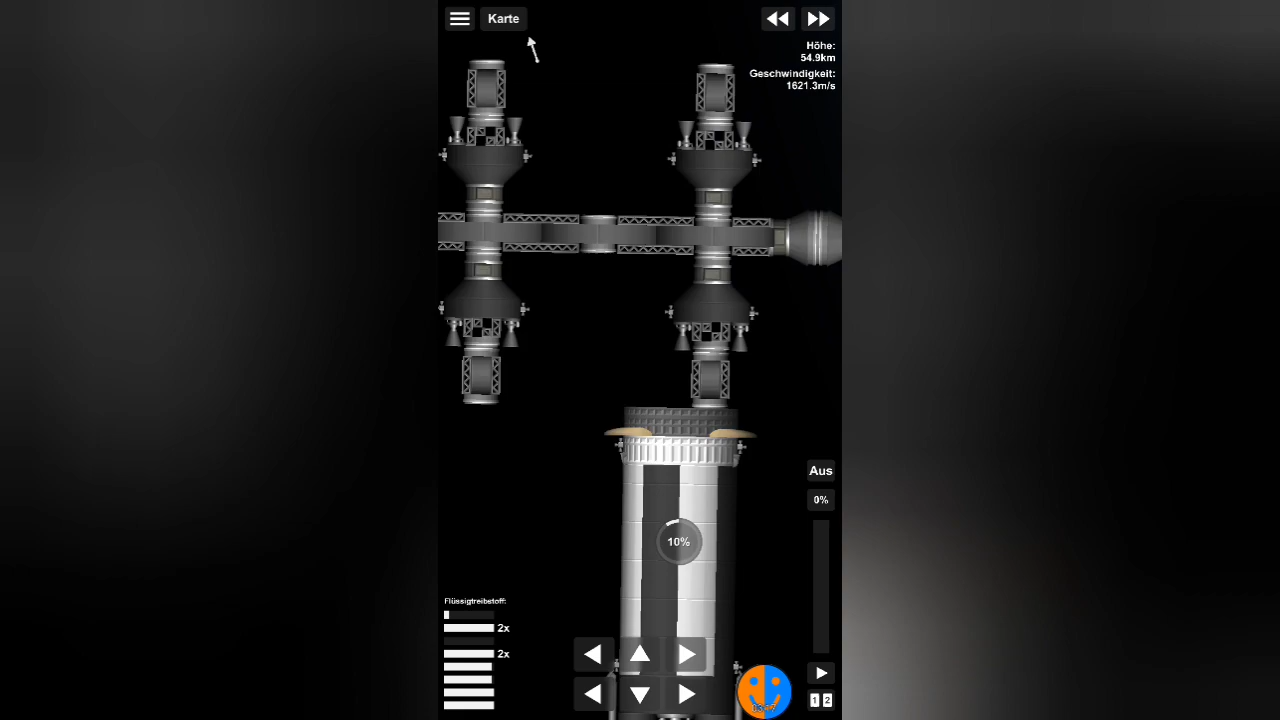 Karte
Höhe:
54.9km
Geschwindigkeit:
1621.3m/s
Aus
0%
10%
Flüssigtreibstoff:
2x
2x
1 2